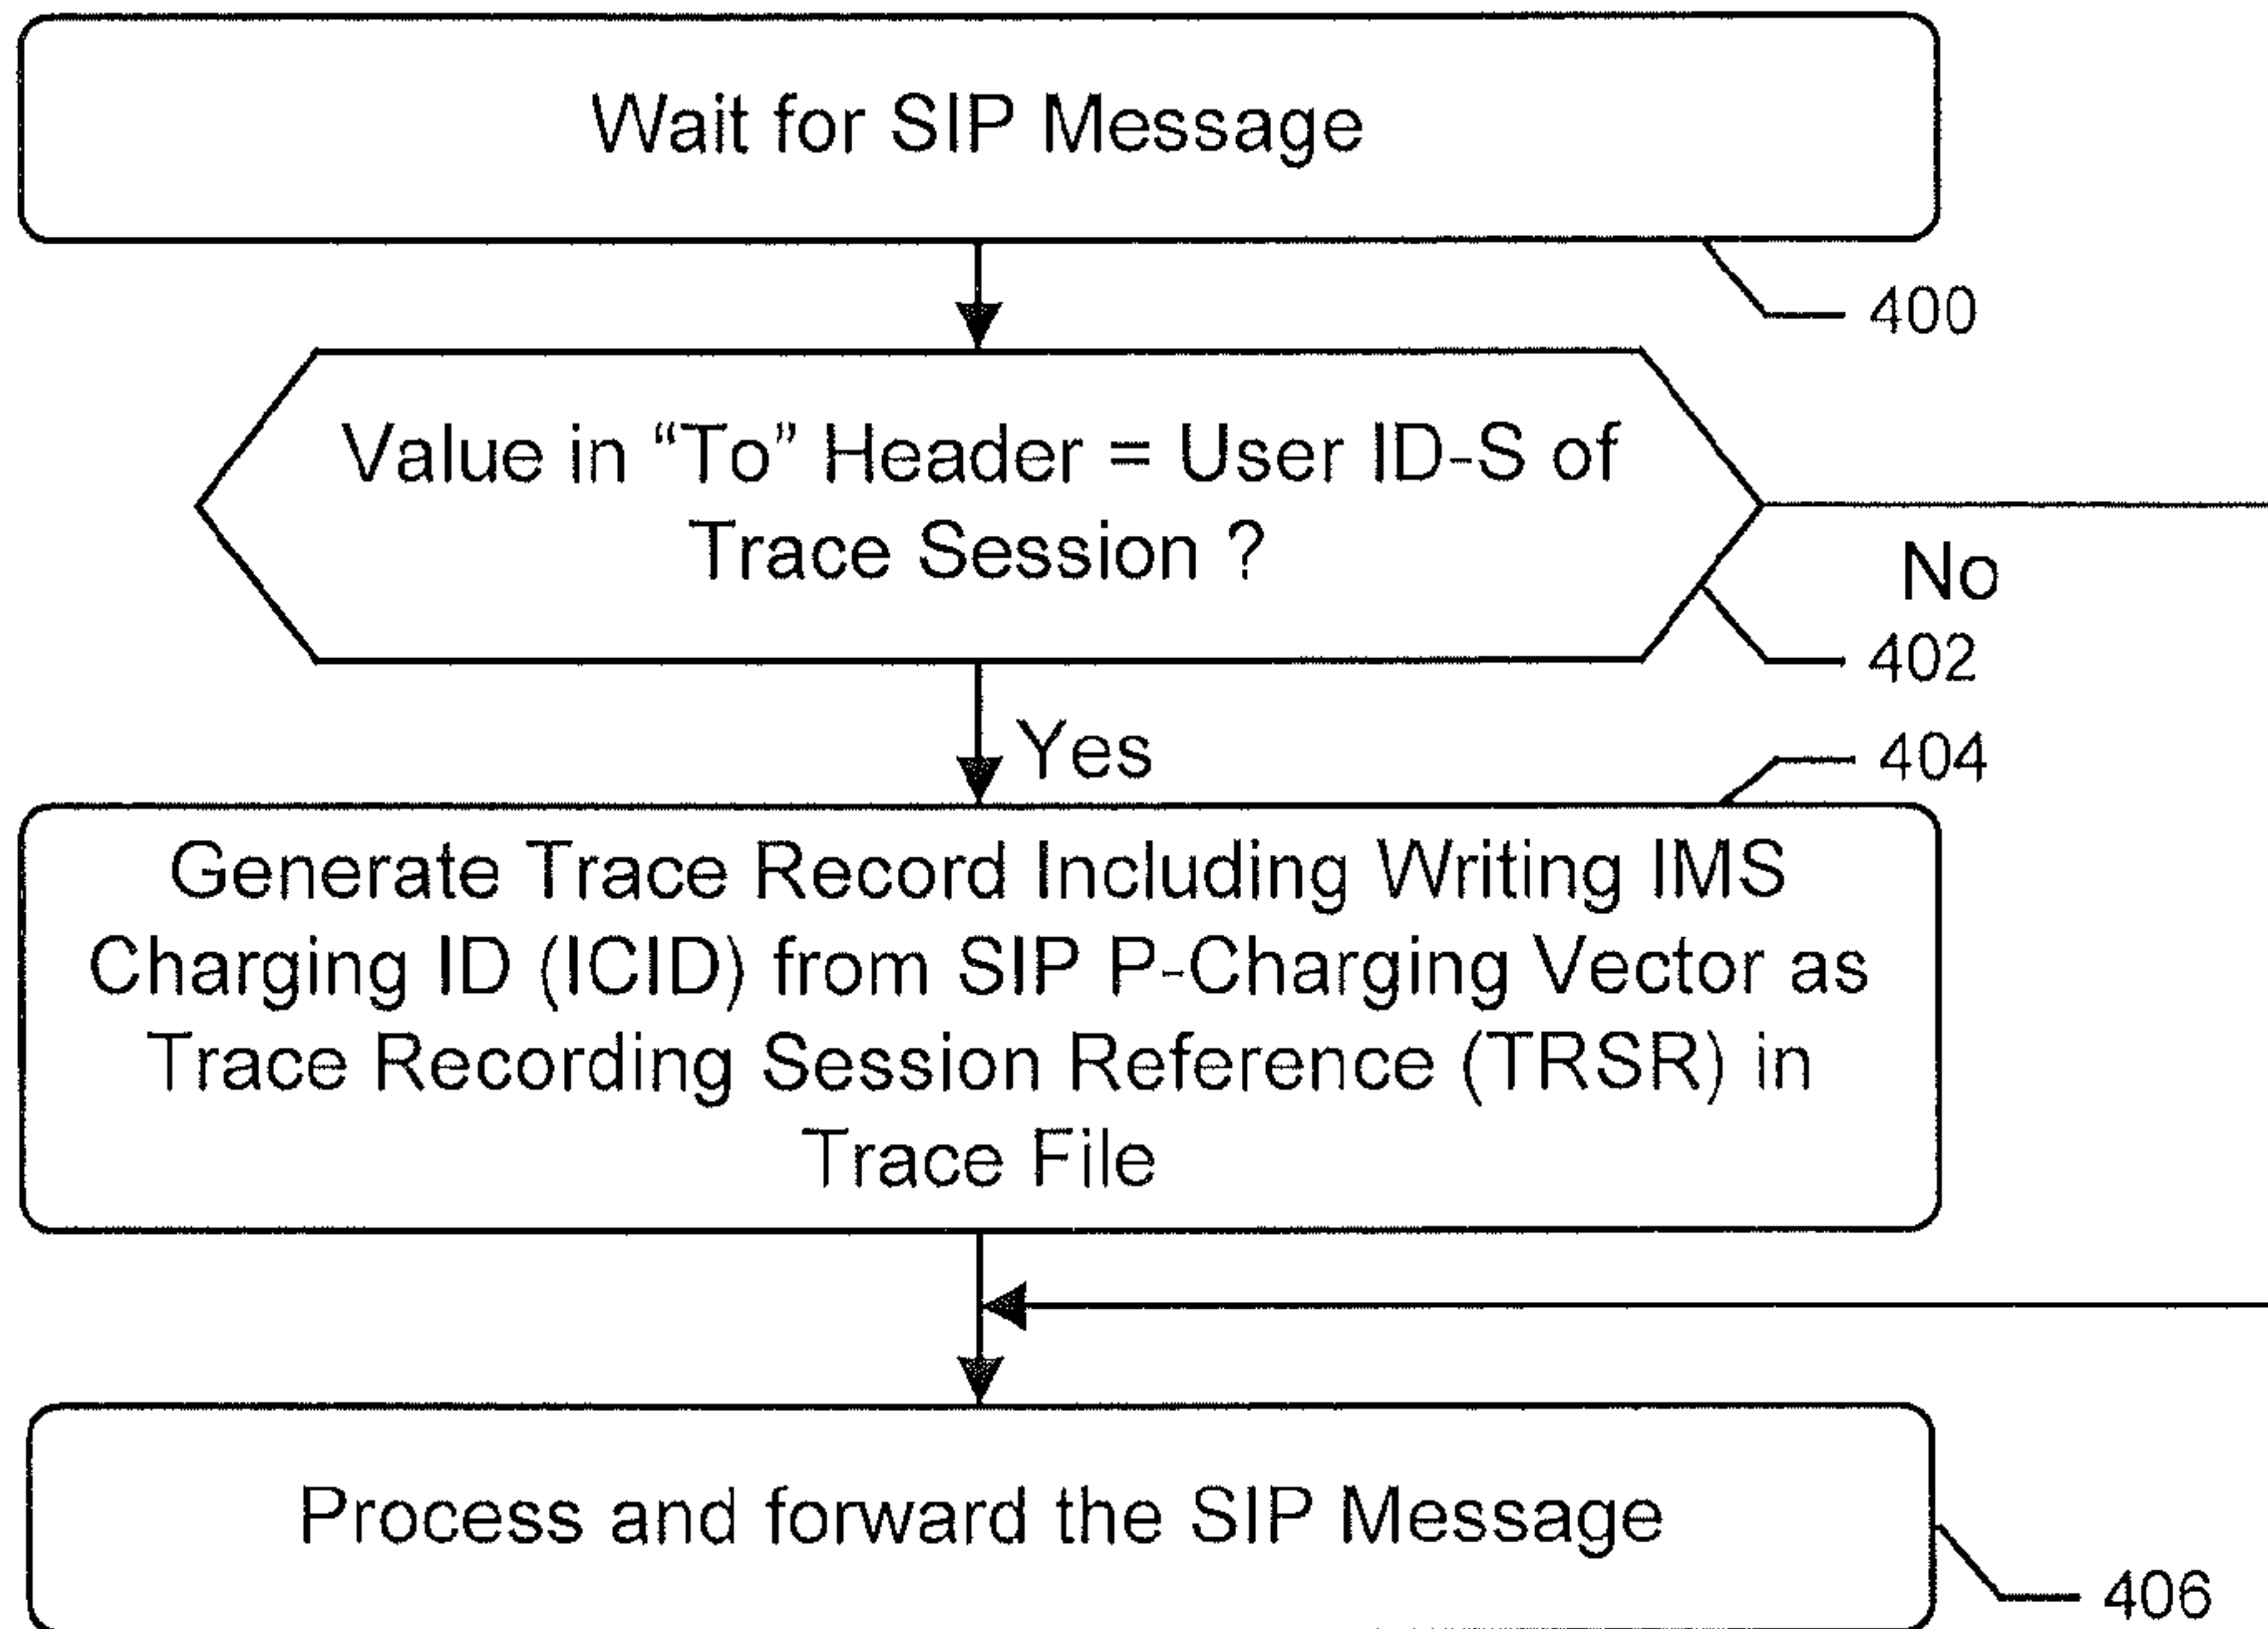 Wait for SIP Message
400
Value in “To” Header = User ID-S of
Trace Session ?
No
402
Yes
404
Generate Trace Record Including Writing IMS
Charging ID (ICID) from SIP P-Charging Vector as
Trace Recording Session Reference (TRSR) in
Trace File
Process and forward the SIP Message
406